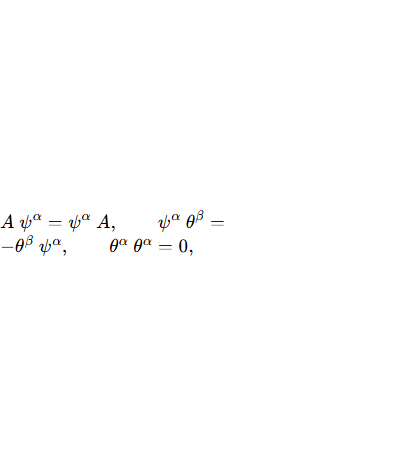 A ψ^α = ψ^α A, ψ^α θ^β =
−θ^β ψ^α, θ^α θ^α = 0,